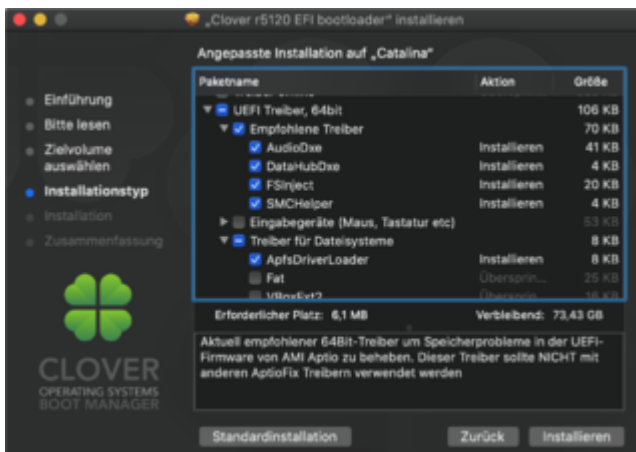 „Clover r5120 EFI bootloader“ installieren
Angepasste Installation auf „Catalina“
Paketname Aktion Größe
UEFI Treiber, 64bit 106 KB
Empfohlene Treiber 70 KB
AudioDxe Installieren 41 KB
DataHubDxe Installieren 4 KB
FSInject Installieren 20 KB
SMCHelper Installieren 4 KB
Eingabegeräte (Maus, Tastatur etc) 53 KB
Treiber für Dateisysteme 8 KB
ApfsDriverLoader Installieren 8 KB
Fat Übersprin... 25 KB
VBoxExt2
Einführung
Bitte lesen
Zielvolume
auswählen
Installationstyp
Installation
Zusammenfassung
Erforderlicher Platz: 6,1 MB Verbleibend: 73,43 GB
Aktuell empfohlener 64Bit-Treiber um Speicherprobleme in der UEFI-
Firmware von AMI Aptio zu beheben. Dieser Treiber sollte NICHT mit
anderen AptioFix Treibern verwendet werden
CLOVER
OPERATING SYSTEMS
BOOT MANAGER
Standardinstallation Zurück Installieren